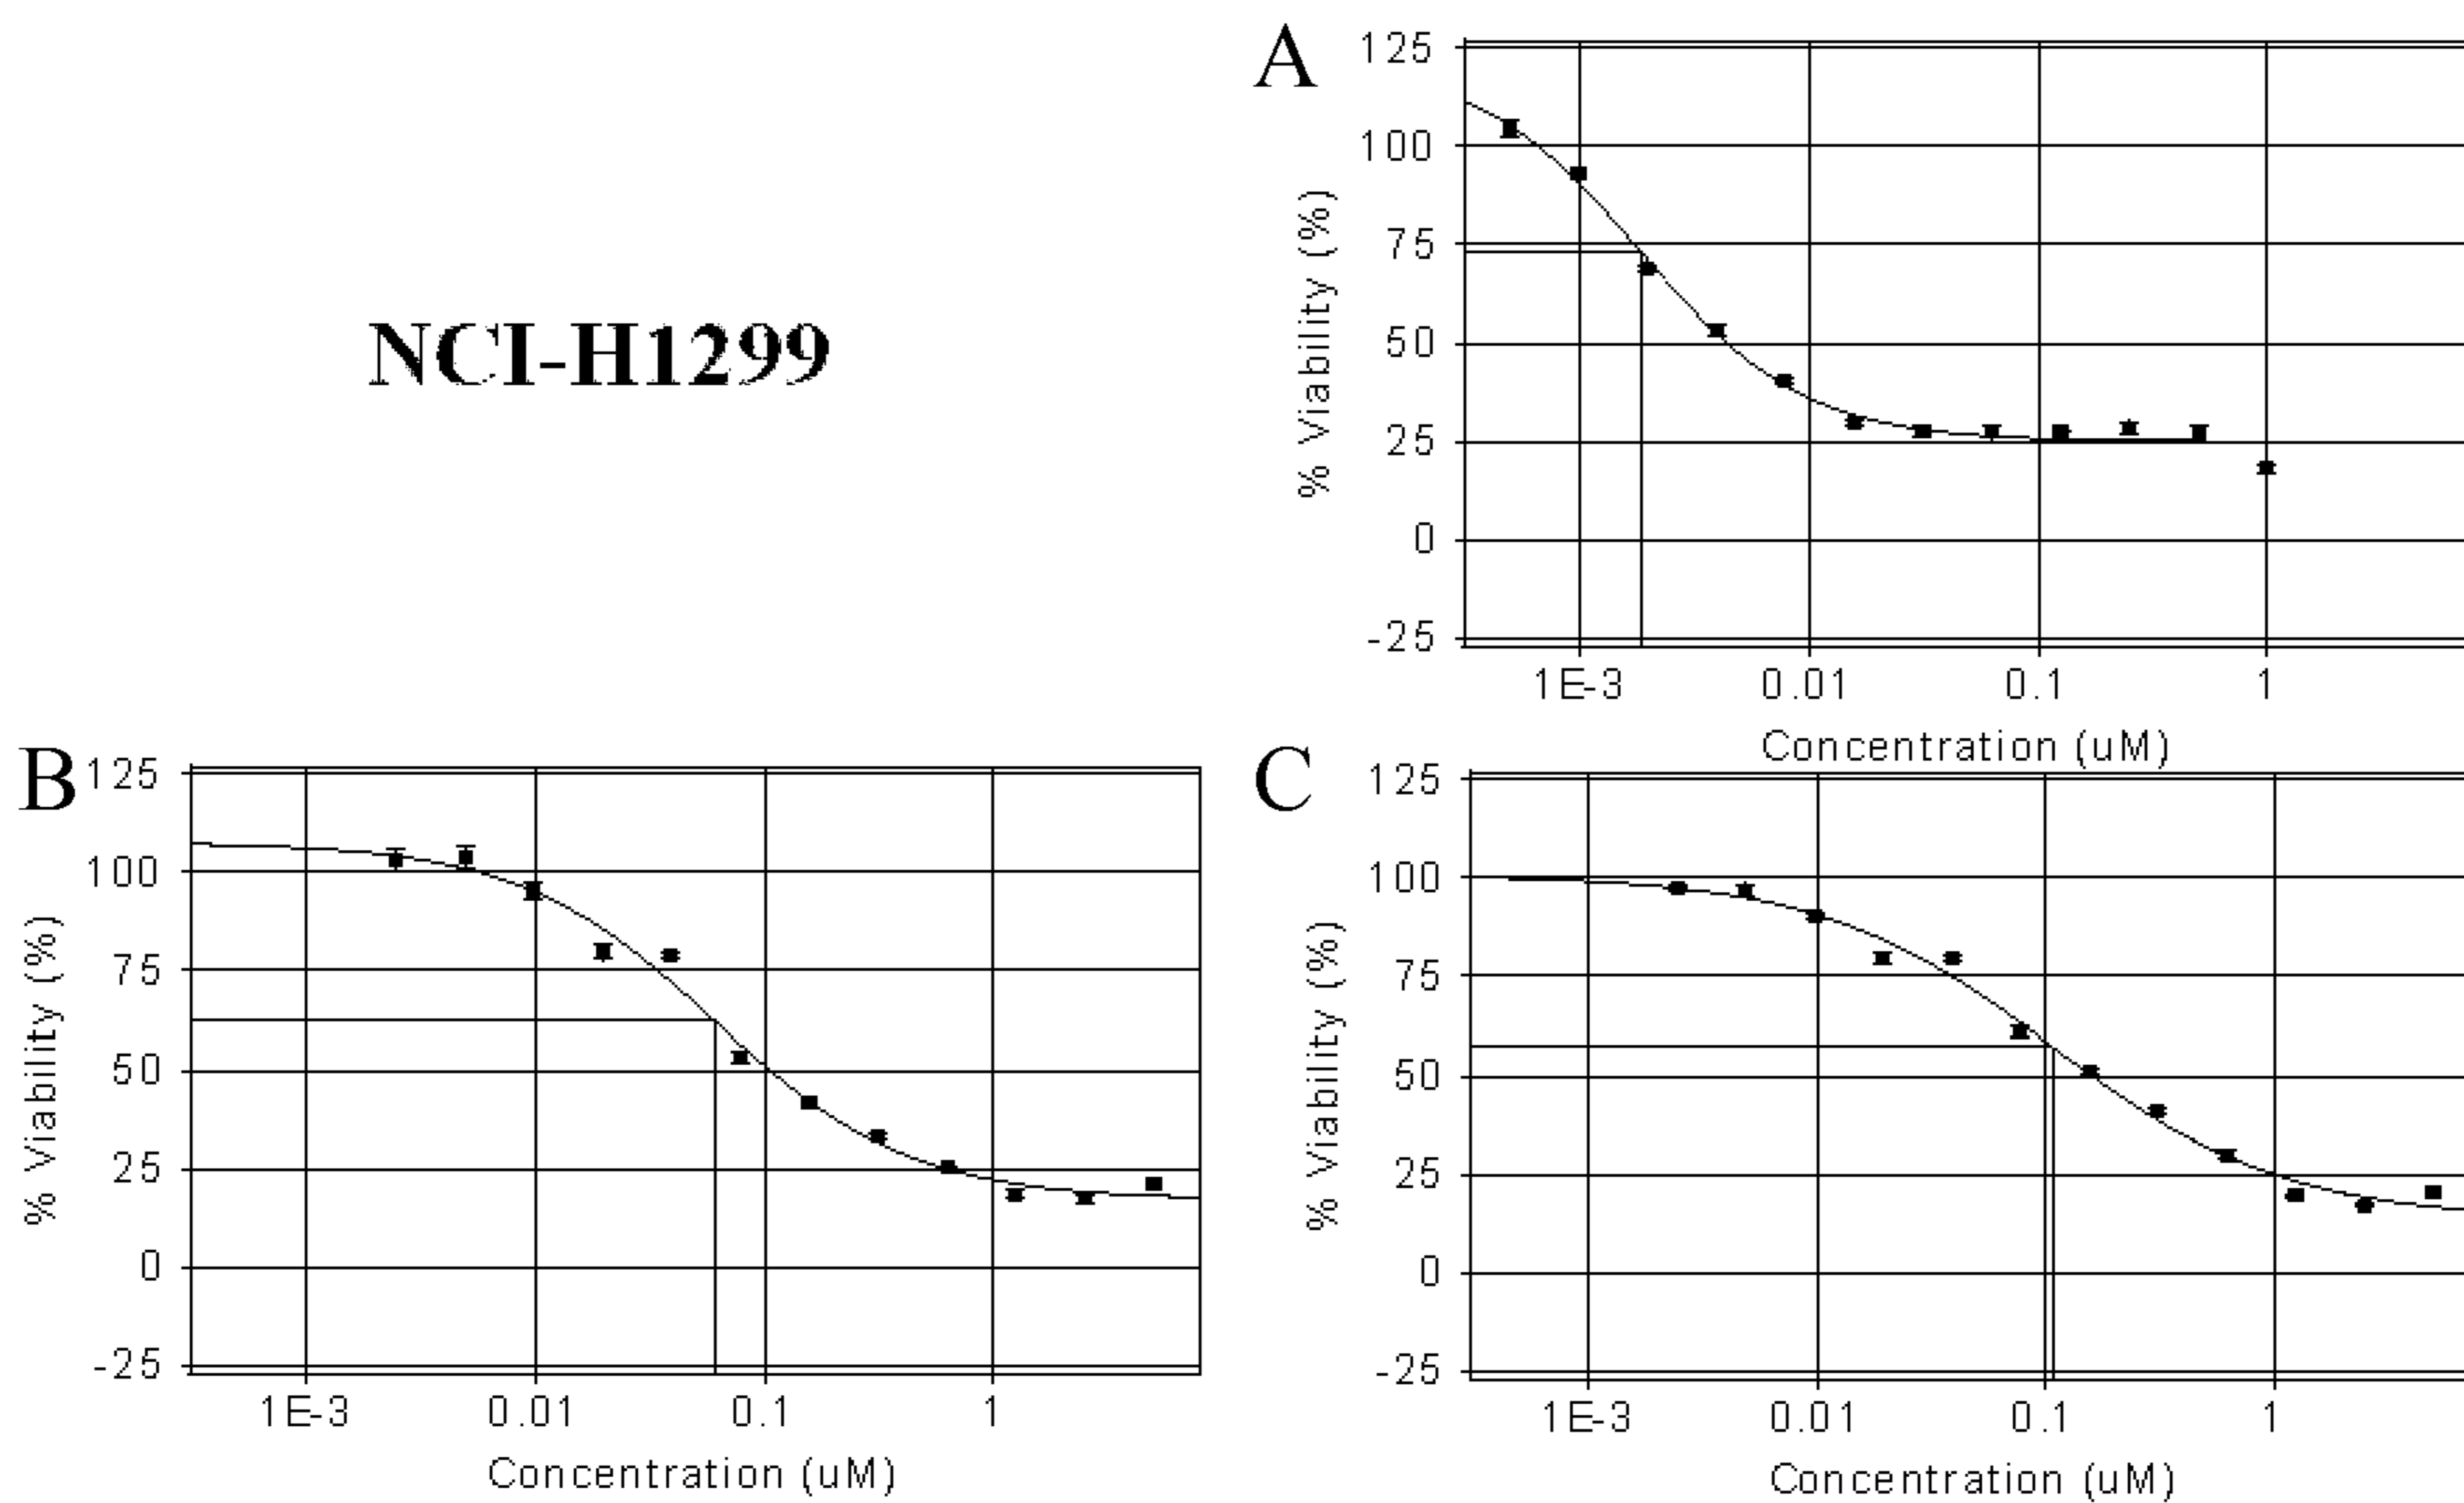 A
125
100
75
50
25
0
-25
% Viability (%)
1E-3 0.01 0.1 1
Concentration (uM)
NCI-H1299
B
125
100
75
50
25
0
-25
% Viability (%)
1E-3 0.01 0.1 1
Concentration (uM)
C
125
100
75
50
25
0
-25
% Viability (%)
1E-3 0.01 0.1 1
Concentration (uM)